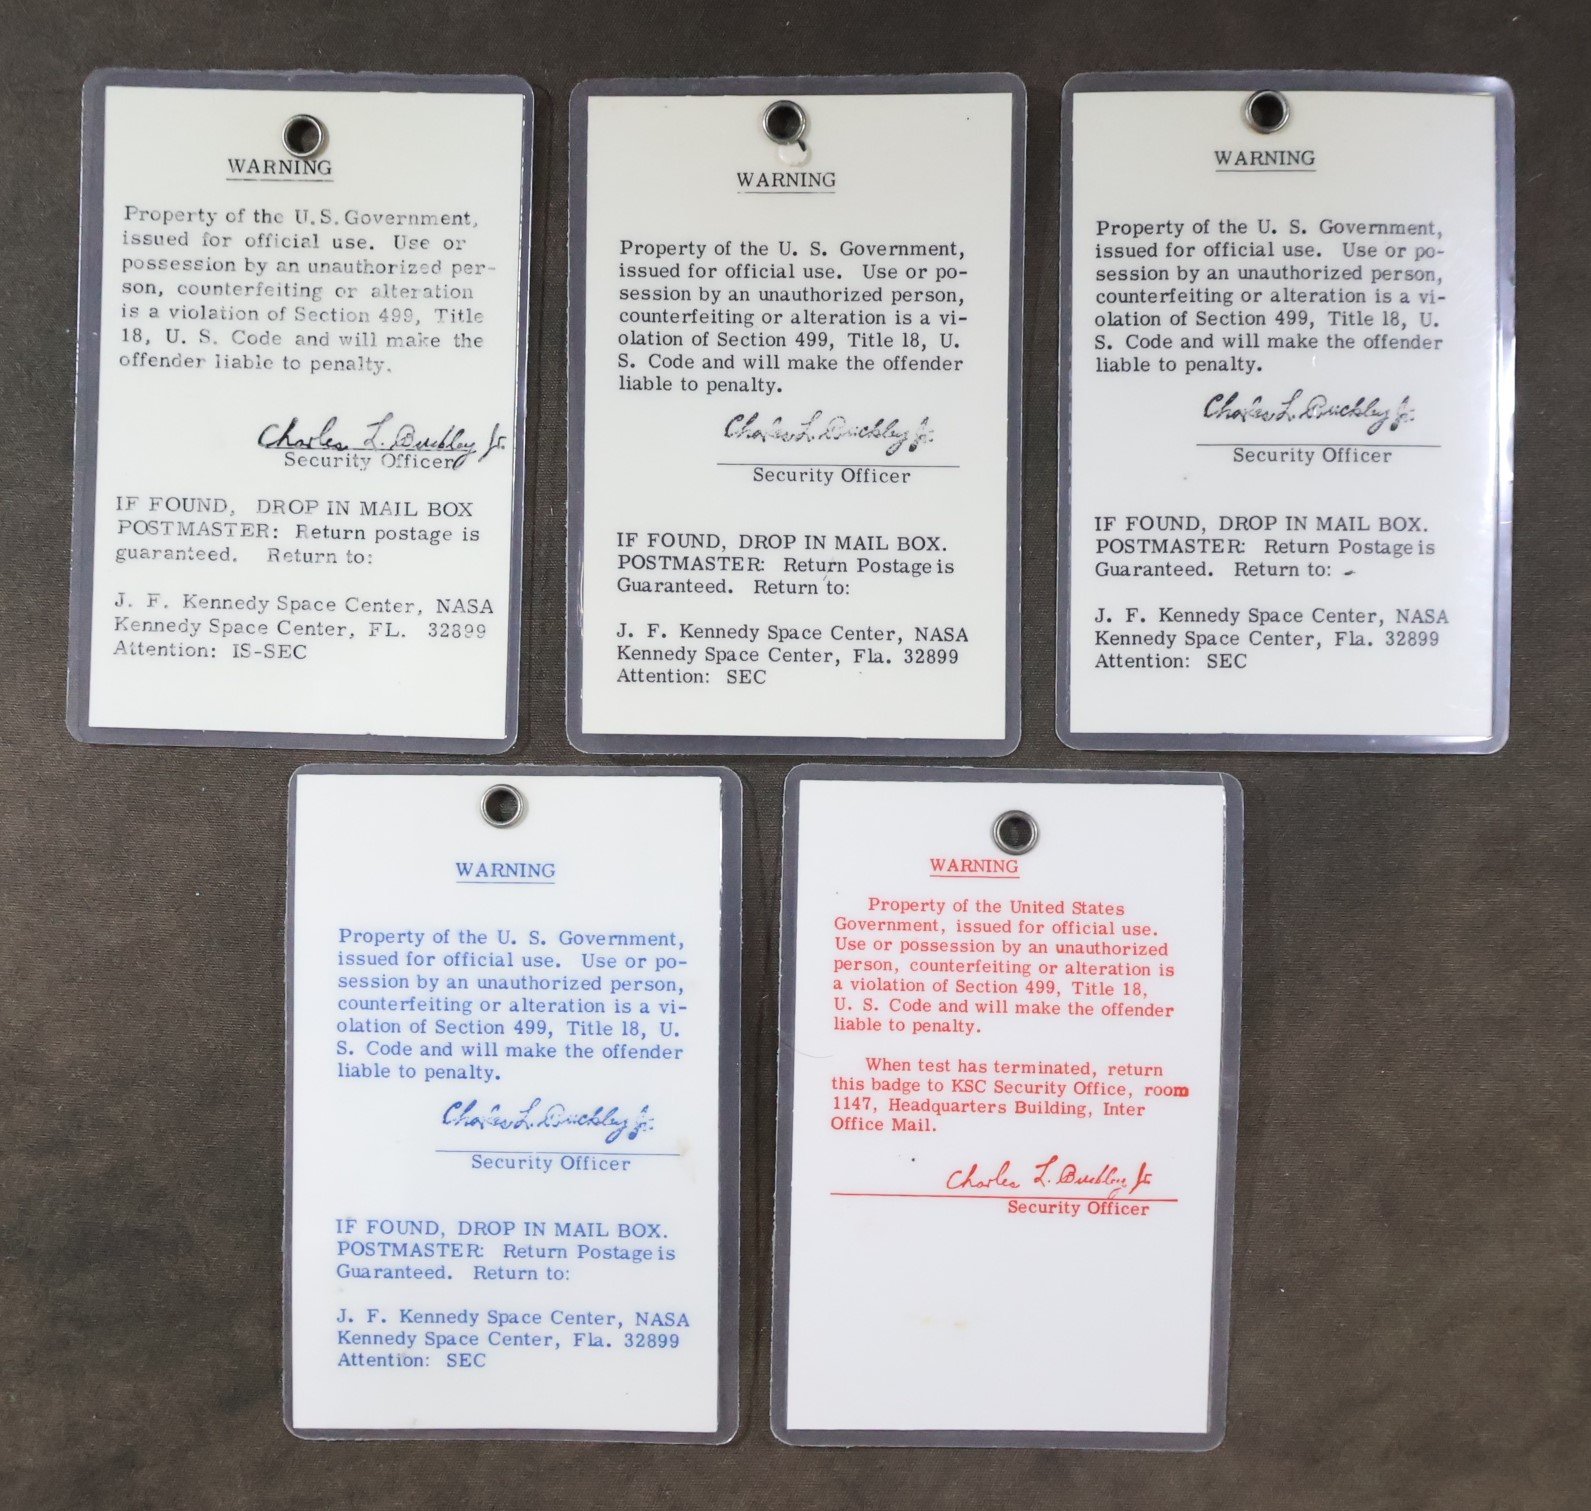 WARNING
Property of the U.S. Government,
issued for official use. Use or
possession by an unauthorized per-
son, counterfeiting or alteration
is a violation of Section 499, Title
18, U. S. Code and will make the
offender liable to penalty.
Charles L. Buckley Jr.
Security Officer
IF FOUND, DROP IN MAIL BOX
POSTMASTER: Return postage is
guaranteed. Return to:
J. F. Kennedy Space Center, NASA
Kennedy Space Center, FL. 32899
Attention: IS-SEC
WARNING
Property of the U. S. Government,
issued for official use. Use or po-
session by an unauthorized person,
counterfeiting or alteration is a vi-
olation of Section 499, Title 18, U.
S. Code and will make the offender
liable to penalty.
Charles L. Buckley Jr.
Security Officer
IF FOUND, DROP IN MAIL BOX.
POSTMASTER: Return Postage is
Guaranteed. Return to:
J. F. Kennedy Space Center, NASA
Kennedy Space Center, Fla. 32899
Attention: SEC
WARNING
Property of the U. S. Government,
issued for official use. Use or po-
session by an unauthorized person,
counterfeiting or alteration is a vi-
olation of Section 499, Title 18, U.
S. Code and will make the offender
liable to penalty.
Charles L. Buckley Jr.
Security Officer
IF FOUND, DROP IN MAIL BOX.
POSTMASTER: Return Postage is
Guaranteed. Return to:
J. F. Kennedy Space Center, NASA
Kennedy Space Center, Fla. 32899
Attention: SEC
WARNING
Property of the U. S. Government,
issued for official use. Use or po-
session by an unauthorized person,
counterfeiting or alteration is a vi-
olation of Section 499, Title 18, U.
S. Code and will make the offender
liable to penalty.
Charles L. Buckley Jr.
Security Officer
IF FOUND, DROP IN MAIL BOX.
POSTMASTER: Return Postage is
Guaranteed. Return to:
J. F. Kennedy Space Center, NASA
Kennedy Space Center, Fla. 32899
Attention: SEC
WARNING
Property of the United States
Government, issued for official use.
Use or possession by an unauthorized
person, counterfeiting or alteration is
a violation of Section 499, Title 18,
U. S. Code and will make the offender
liable to penalty.
When test has terminated, return
this badge to KSC Security Office, room
1147, Headquarters Building, Inter
Office Mail.
Charles L. Buckley Jr
Security Officer